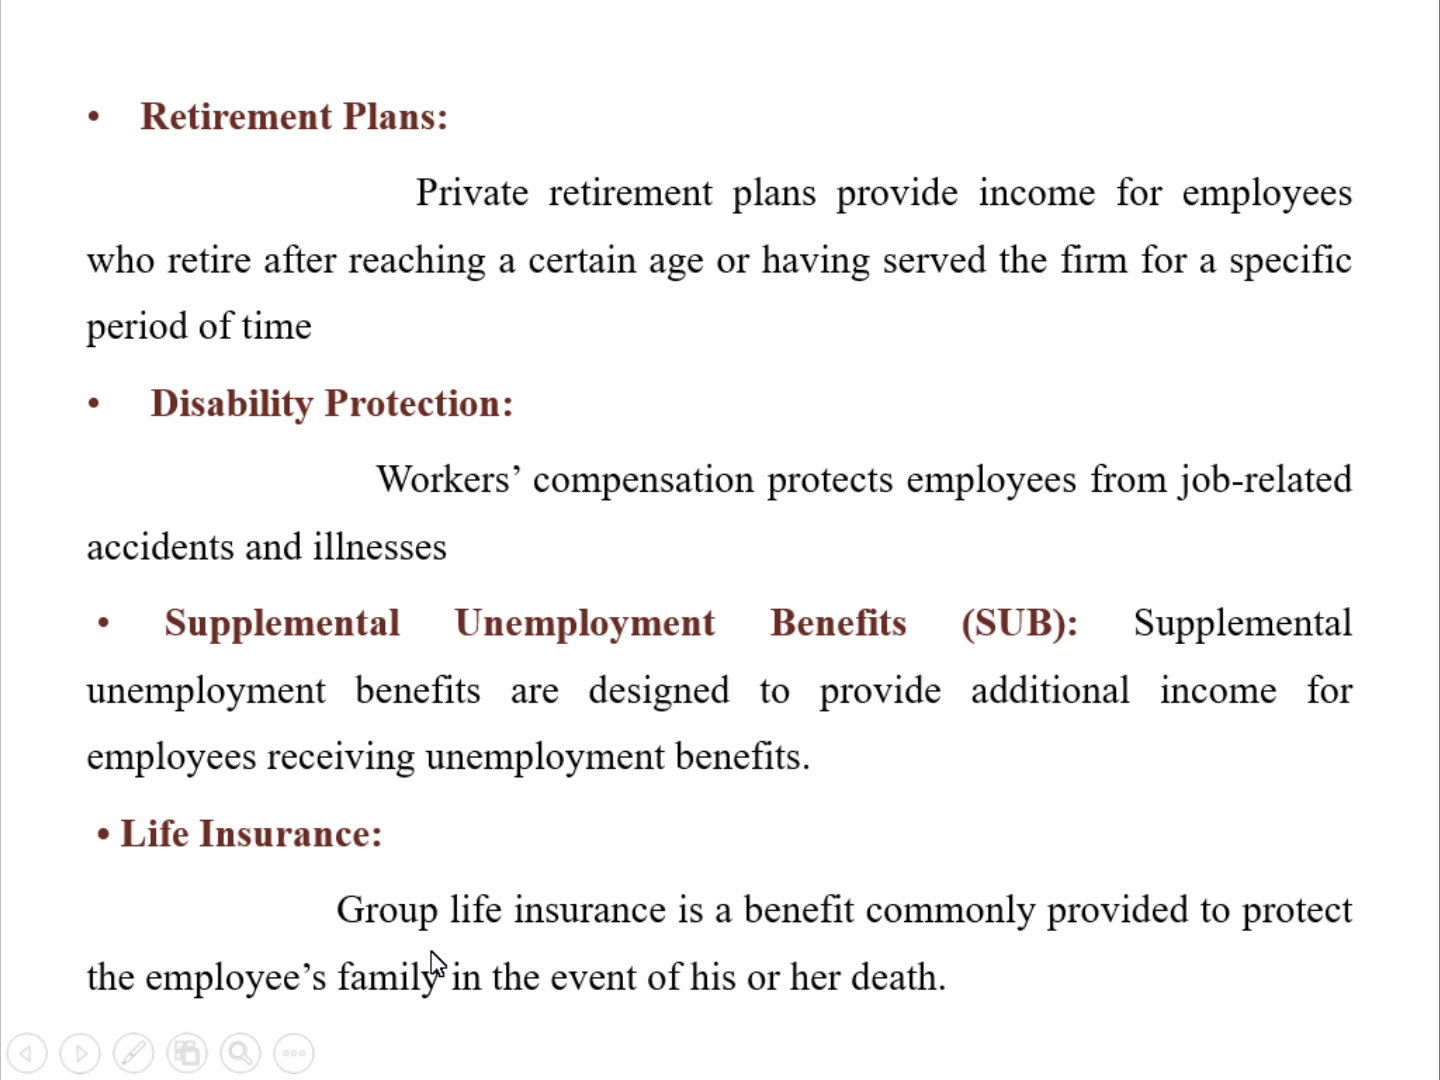 • Retirement Plans:
Private retirement plans provide income for employees
who retire after reaching a certain age or having served the firm for a specific
period of time
• Disability Protection:
Workers’ compensation protects employees from job-related
accidents and illnesses
• Supplemental Unemployment Benefits (SUB): Supplemental
unemployment benefits are designed to provide additional income for
employees receiving unemployment benefits.
• Life Insurance:
Group life insurance is a benefit commonly provided to protect
the employee’s family in the event of his or her death.